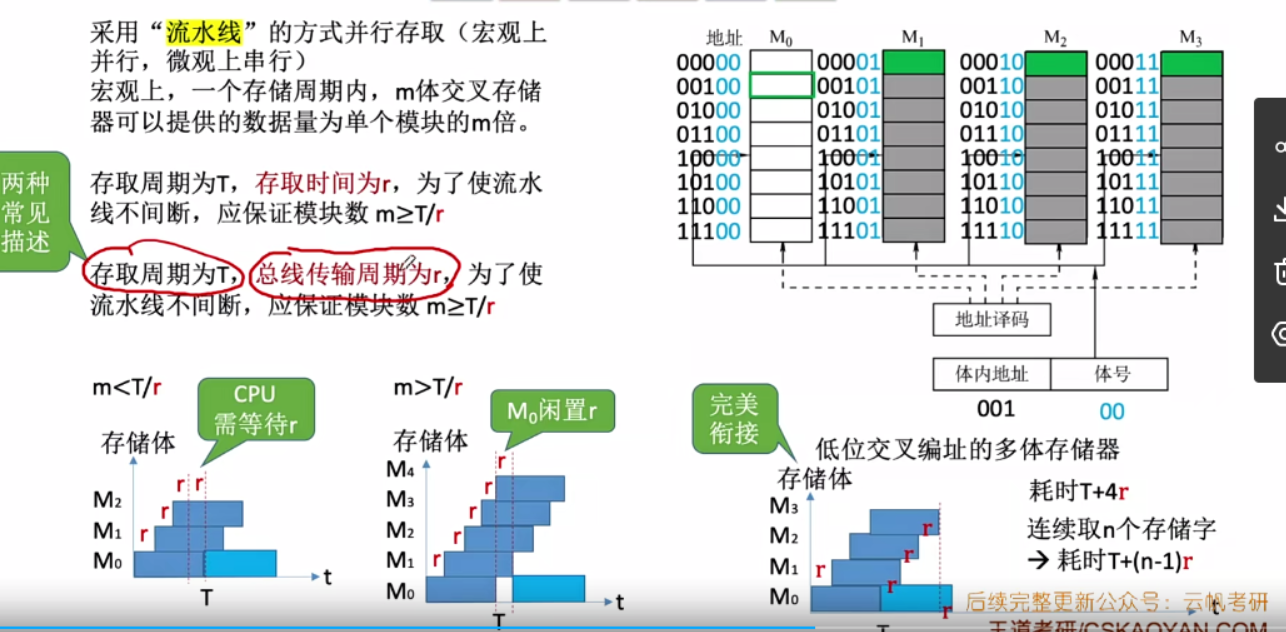 采用“流水线”的方式并行存取（宏观上
并行，微观上串行）
宏观上，一个存储周期内，m体交叉存储
器可以提供的数据量为单个模块的m倍。
两种
常见
描述
存取周期为T，存取时间为r，为了使流水
线不间断，应保证模块数 m≥T/r
存取周期为T，总线传输周期为r，为了使
流水线不间断，应保证模块数 m≥T/r
地址 M0 M1 M2 M3
00000 00001 00010 00011
00100 00101 00110 00111
01000 01001 01010 01011
01100 01101 01110 01111
10000 10001 10010 10011
10100 10101 10110 10111
11000 11001 11010 11011
11100 11101 11110 11111
地址译码
体内地址 体号
001 00
低位交叉编址的多体存储器
m<T/r
CPU
需等待r
存储体
r r
r
r
M2
M1
M0
t
T
m>T/r
M0闲置r
存储体
r
r
r
r
r
M4
M3
M2
M1
M0
t
T
完美
衔接
存储体
M3
M2
M1
M0
r
r
r
r
r
t
耗时T+4r
连续取n个存储字
→ 耗时T+(n-1)r
后续完整更新公众号：云帆考研
王道考研/CSKAOYAN.COM